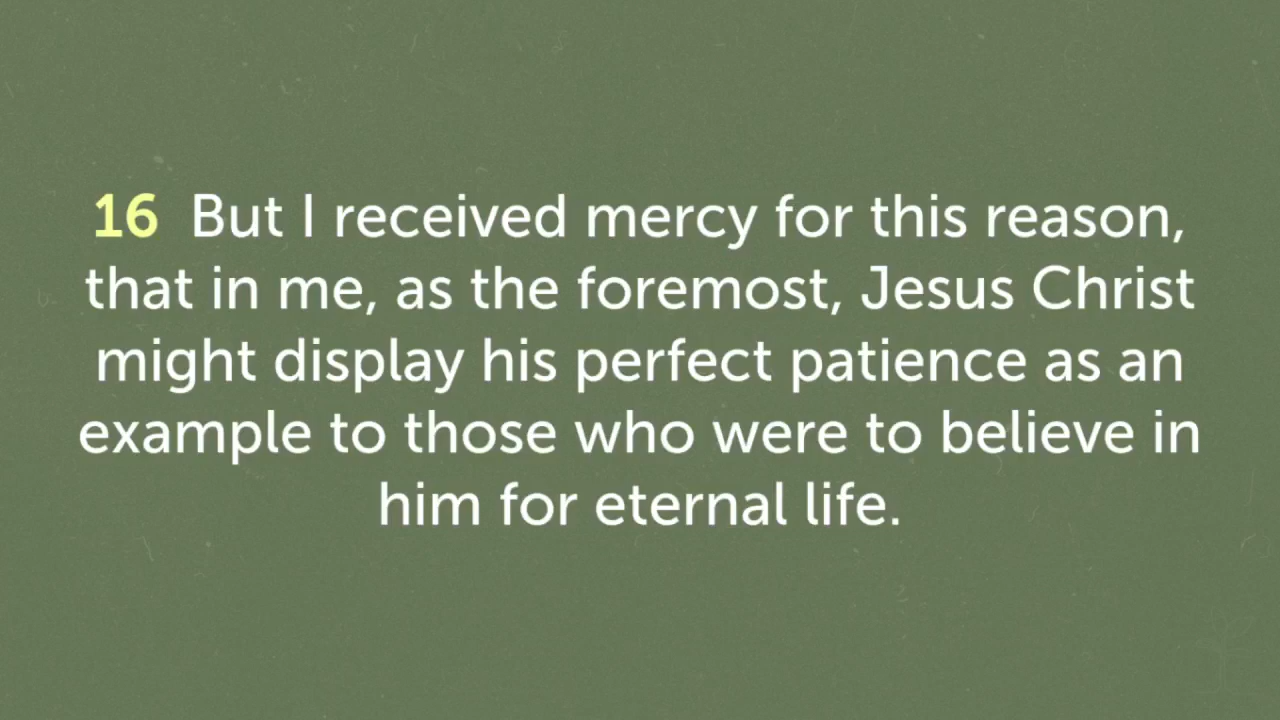 16 But I received mercy for this reason,
that in me, as the foremost, Jesus Christ
might display his perfect patience as an
example to those who were to believe in
him for eternal life.